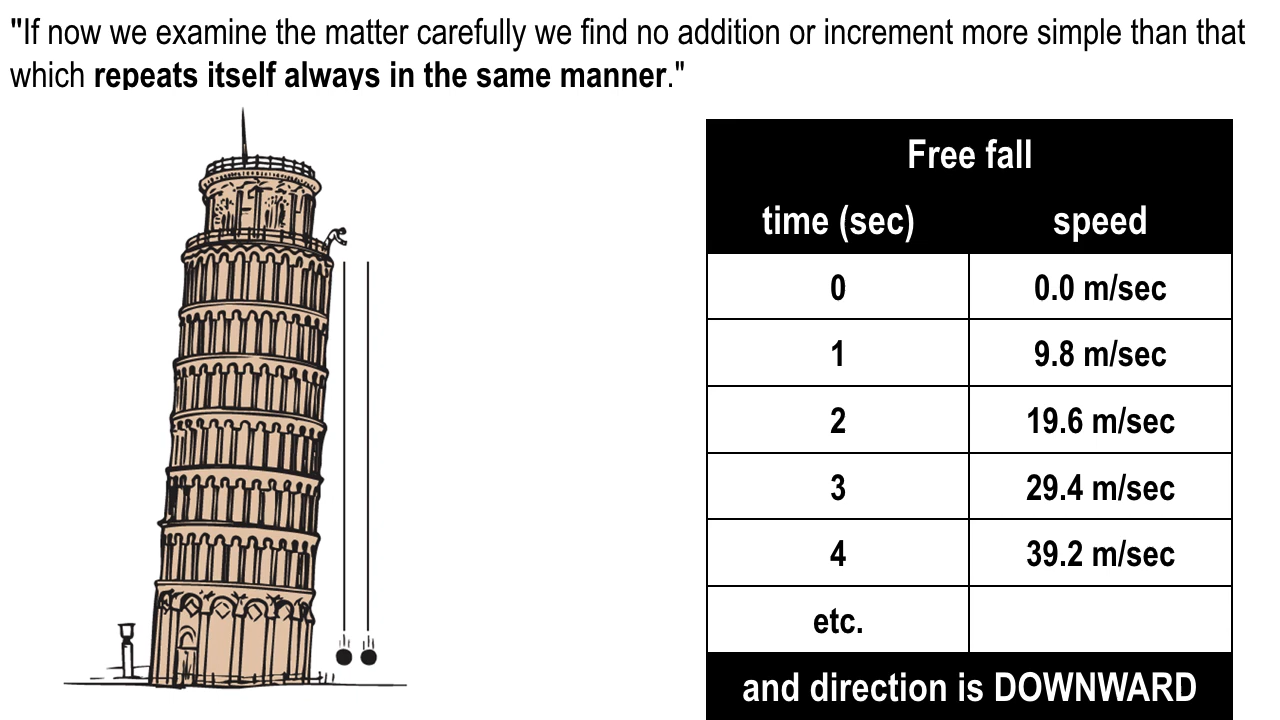 "If now we examine the matter carefully we find no addition or increment more simple than that
which repeats itself always in the same manner."
Free fall
time (sec) speed
0 0.0 m/sec
1 9.8 m/sec
2 19.6 m/sec
3 29.4 m/sec
4 39.2 m/sec
etc.
and direction is DOWNWARD